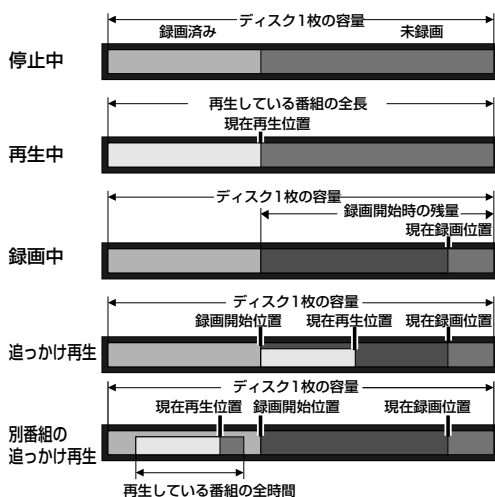 ディスク1枚の容量
録画済み 未録画
停止中
再生している番組の全長
現在再生位置
再生中
ディスク1枚の容量
録画開始時の残量
現在録画位置
録画中
ディスク1枚の容量
録画開始位置 現在再生位置 現在録画位置
追っかけ再生
ディスク1枚の容量
現在再生位置 録画開始位置 現在録画位置
別番組の
追っかけ再生
再生している番組の全時間